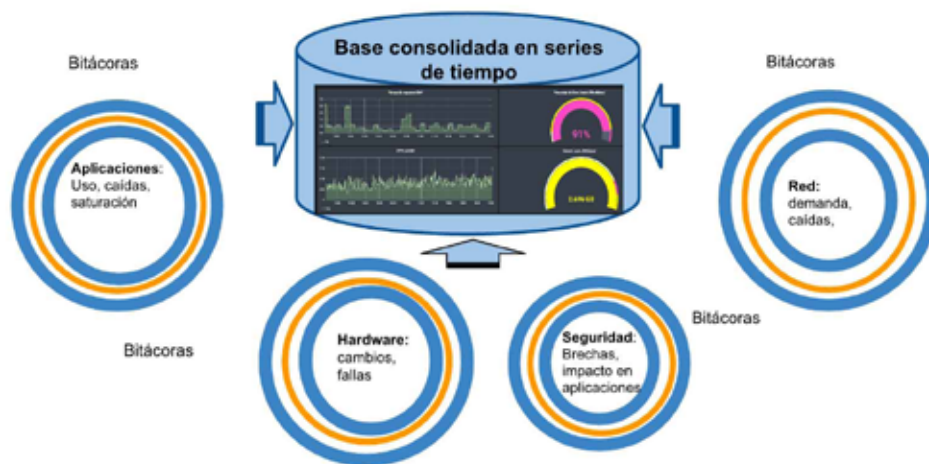 Base consolidada en series
de tiempo
91%
Bitácoras
Aplicaciones:
Uso, caídas,
saturación
Bitácoras
Red:
demanda,
caídas,
Bitácoras
Hardware:
cambios,
fallas
Bitácoras
Seguridad:
Brechas,
impacto en
aplicaciones